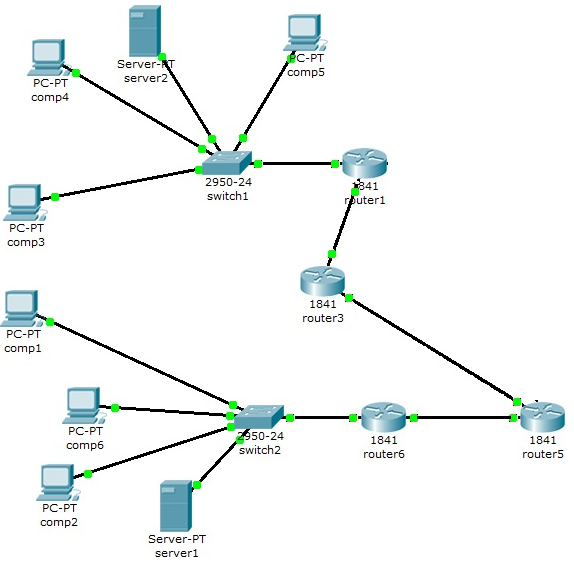 PC-PT
comp4
Server-PT
server2
PC-PT
comp5
2950-24
switch1
1841
router1
PC-PT
comp3
1841
router3
PC-PT
comp1
PC-PT
comp6
2950-24
switch2
1841
router6
1841
router5
PC-PT
comp2
Server-PT
server1